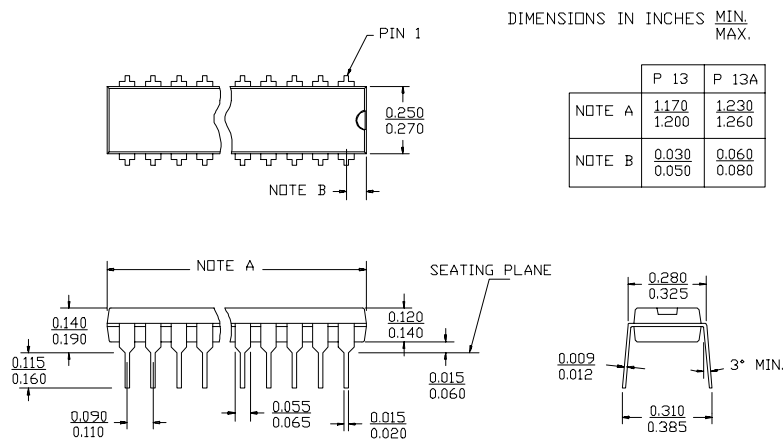 DIMENSIONS IN INCHES MIN.
MAX.
PIN 1
P 13 P 13A
NOTE A 1.170 1.230
1.200 1.260
NOTE B 0.030 0.060
0.050 0.080
0.250
0.270
NOTE B
NOTE A
SEATING PLANE
0.280
0.325
0.140
0.190
0.120
0.140
0.115
0.160
0.015
0.060
0.009
0.012
3° MIN.
0.090
0.110
0.055
0.065
0.015
0.020
0.310
0.385